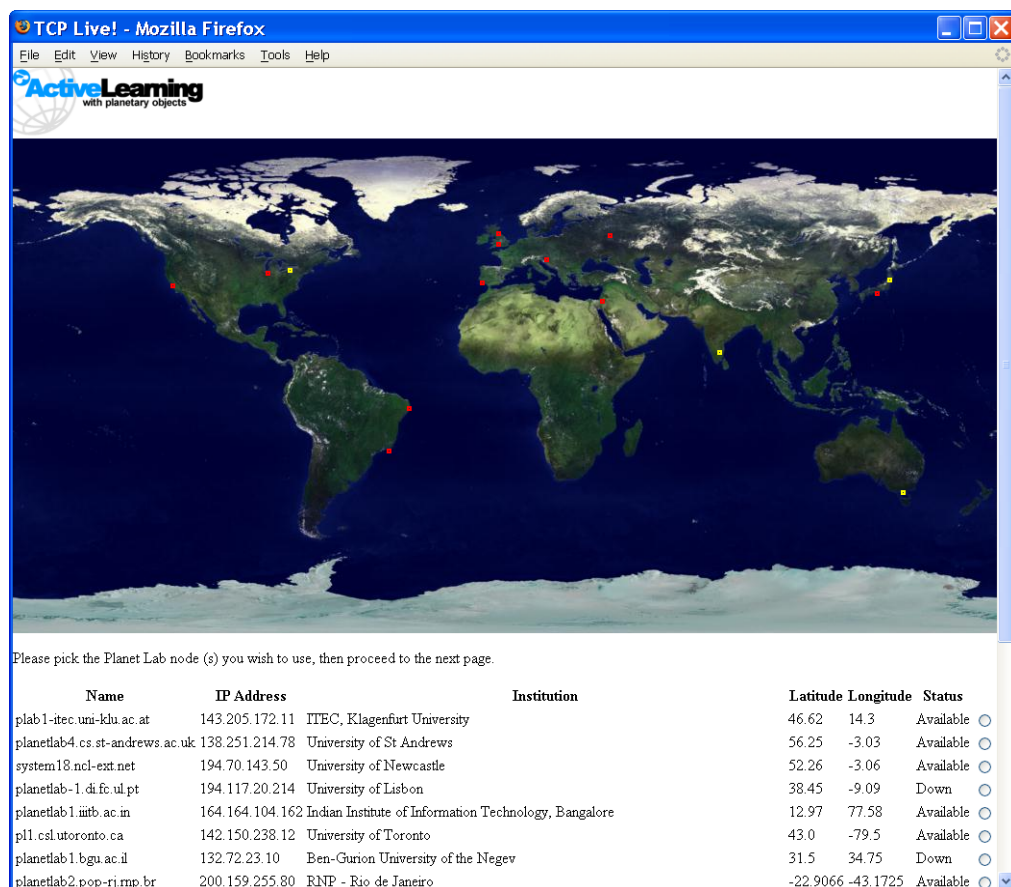 TCP Live! - Mozilla Firefox
File Edit View History Bookmarks Tools Help
ActiveLearning
with planetary objects
Please pick the Planet Lab node (s) you wish to use, then proceed to the next page.
Name IP Address Institution Latitude Longitude Status
plab1-itec.uni-klu.ac.at 143.205.172.11 ITEC, Klagenfurt University 46.62 14.3 Available
planetlab4.cs.st-andrews.ac.uk 138.251.214.78 University of St Andrews 56.25 -3.03 Available
system18.ncl-ext.net 194.70.143.50 University of Newcastle 52.26 -3.06 Available
planetlab-1.di.fc.ul.pt 194.117.20.214 University of Lisbon 38.45 -9.09 Down
planetlab1.iiitb.ac.in 164.164.104.162 Indian Institute of Information Technology, Bangalore 12.97 77.58 Available
pl1.csl.utoronto.ca 142.150.238.12 University of Toronto 43.0 -79.5 Available
planetlab1.bgu.ac.il 132.72.23.10 Ben-Gurion University of the Negev 31.5 34.75 Down
planetlab2.pop-rj.rnp.br 200.159.255.80 RNP - Rio de Janeiro -22.9066 -43.1725 Available